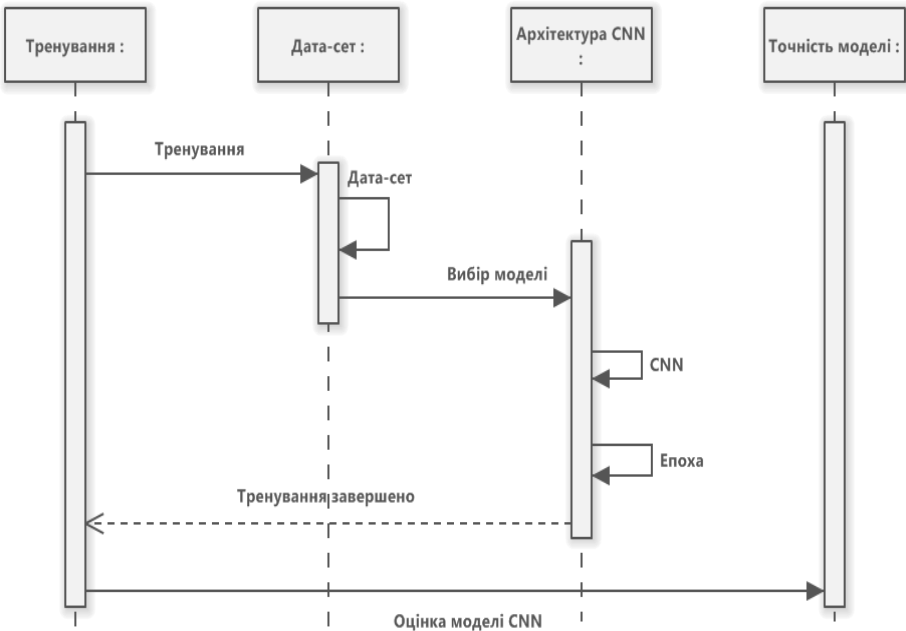 Тренування :
Дата-сет :
Архітектура CNN
:
Точність моделі :
Тренування
Дата-сет
Вибір моделі
CNN
Епоха
Тренування завершено
Оцінка моделі CNN